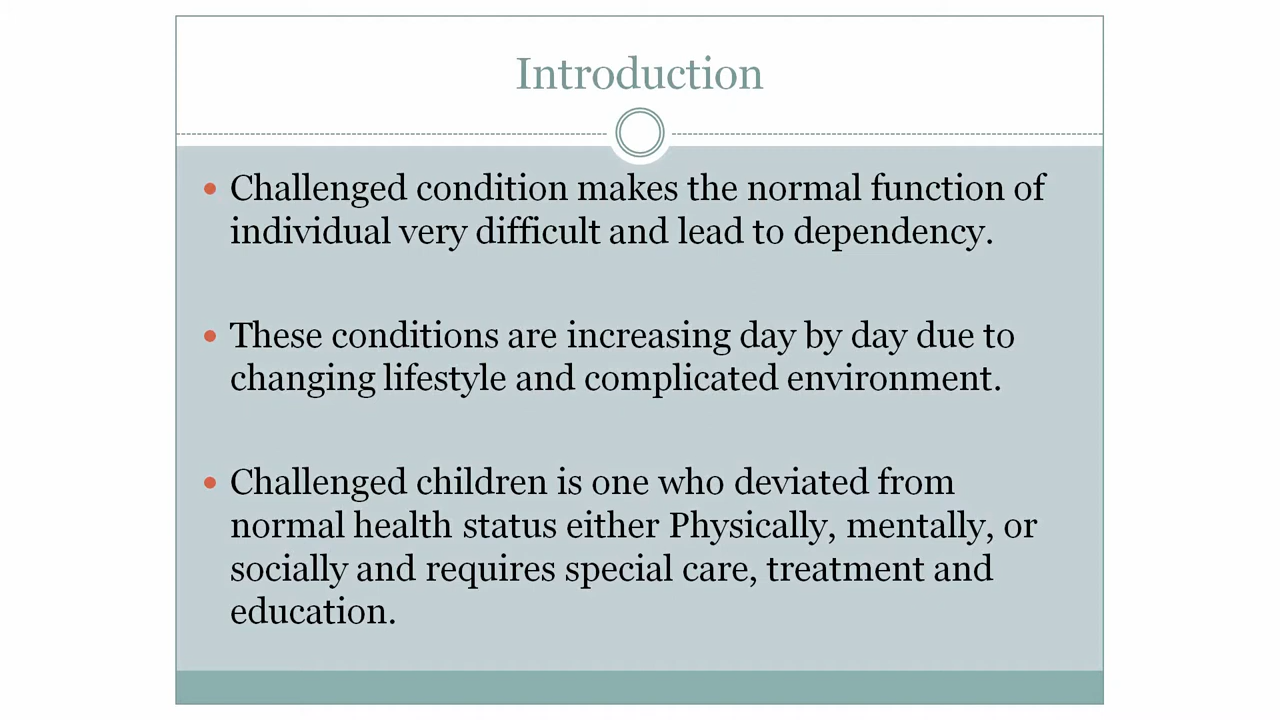 Introduction
• Challenged condition makes the normal function of
individual very difficult and lead to dependency.
• These conditions are increasing day by day due to
changing lifestyle and complicated environment.
• Challenged children is one who deviated from
normal health status either Physically, mentally, or
socially and requires special care, treatment and
education.